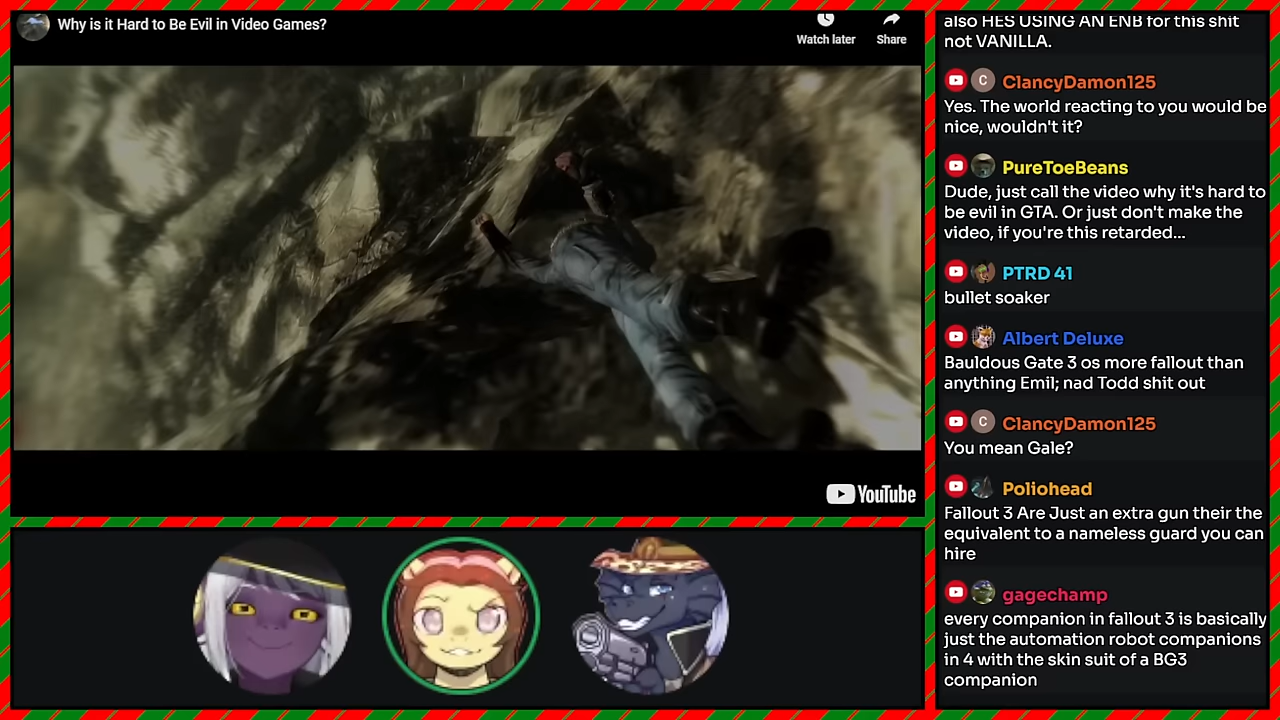 Why is it Hard to Be Evil in Video Games?
Watch later
Share
YouTube
also HES USING AN ENB for this shit
not VANILLA.
C ClancyDamon125
Yes. The world reacting to you would be
nice, wouldn't it?
PureToeBeans
Dude, just call the video why it's hard to
be evil in GTA. Or just don't make the
video, if you're this retarded...
PTRD 41
bullet soaker
Albert Deluxe
Bauldous Gate 3 os more fallout than
anything Emil; nad Todd shit out
C ClancyDamon125
You mean Gale?
Poliohead
Fallout 3 Are Just an extra gun their the
equivalent to a nameless guard you can
hire
gagechamp
every companion in fallout 3 is basically
just the automation robot companions
in 4 with the skin suit of a BG3
companion